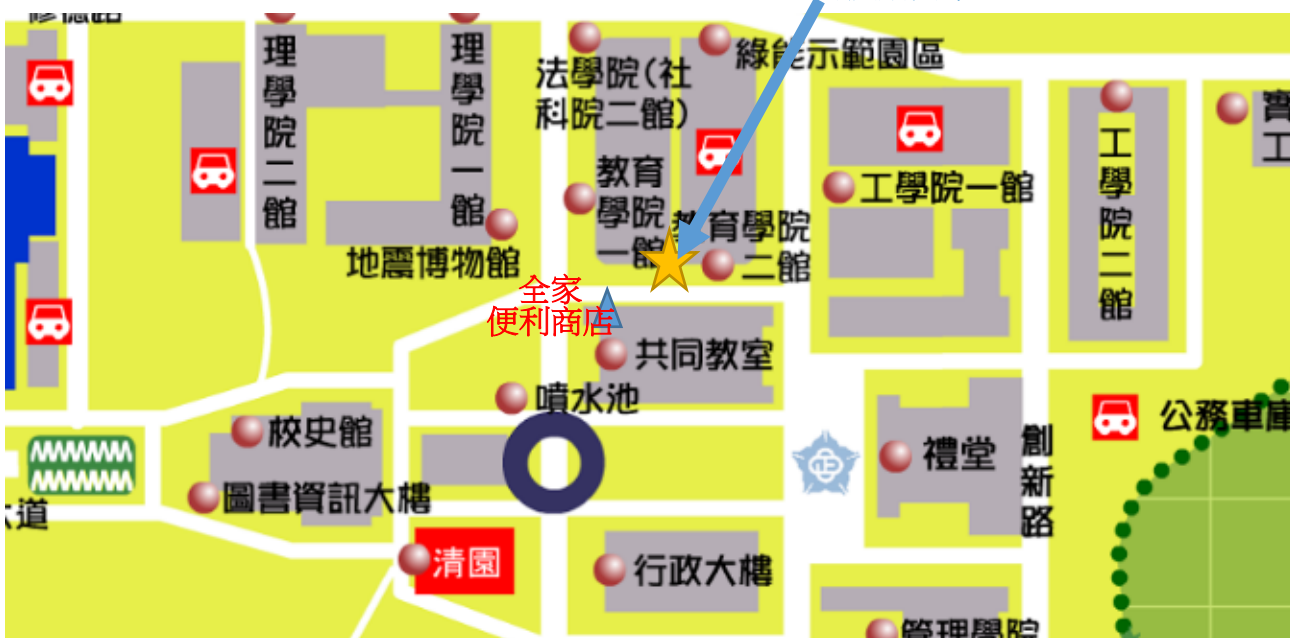 修德路
理學院二館
理學院一館
法學院(社
科院二館)
綠能示範園區
教育
學院
一館
教育學院
二館
工學院一館
工學院二館
實
工
地震博物館
全家
便利商店
共同教室
噴水池
校史館
圖書資訊大樓
大道
清園
行政大樓
禮堂
創新路
公務車庫
管理學院